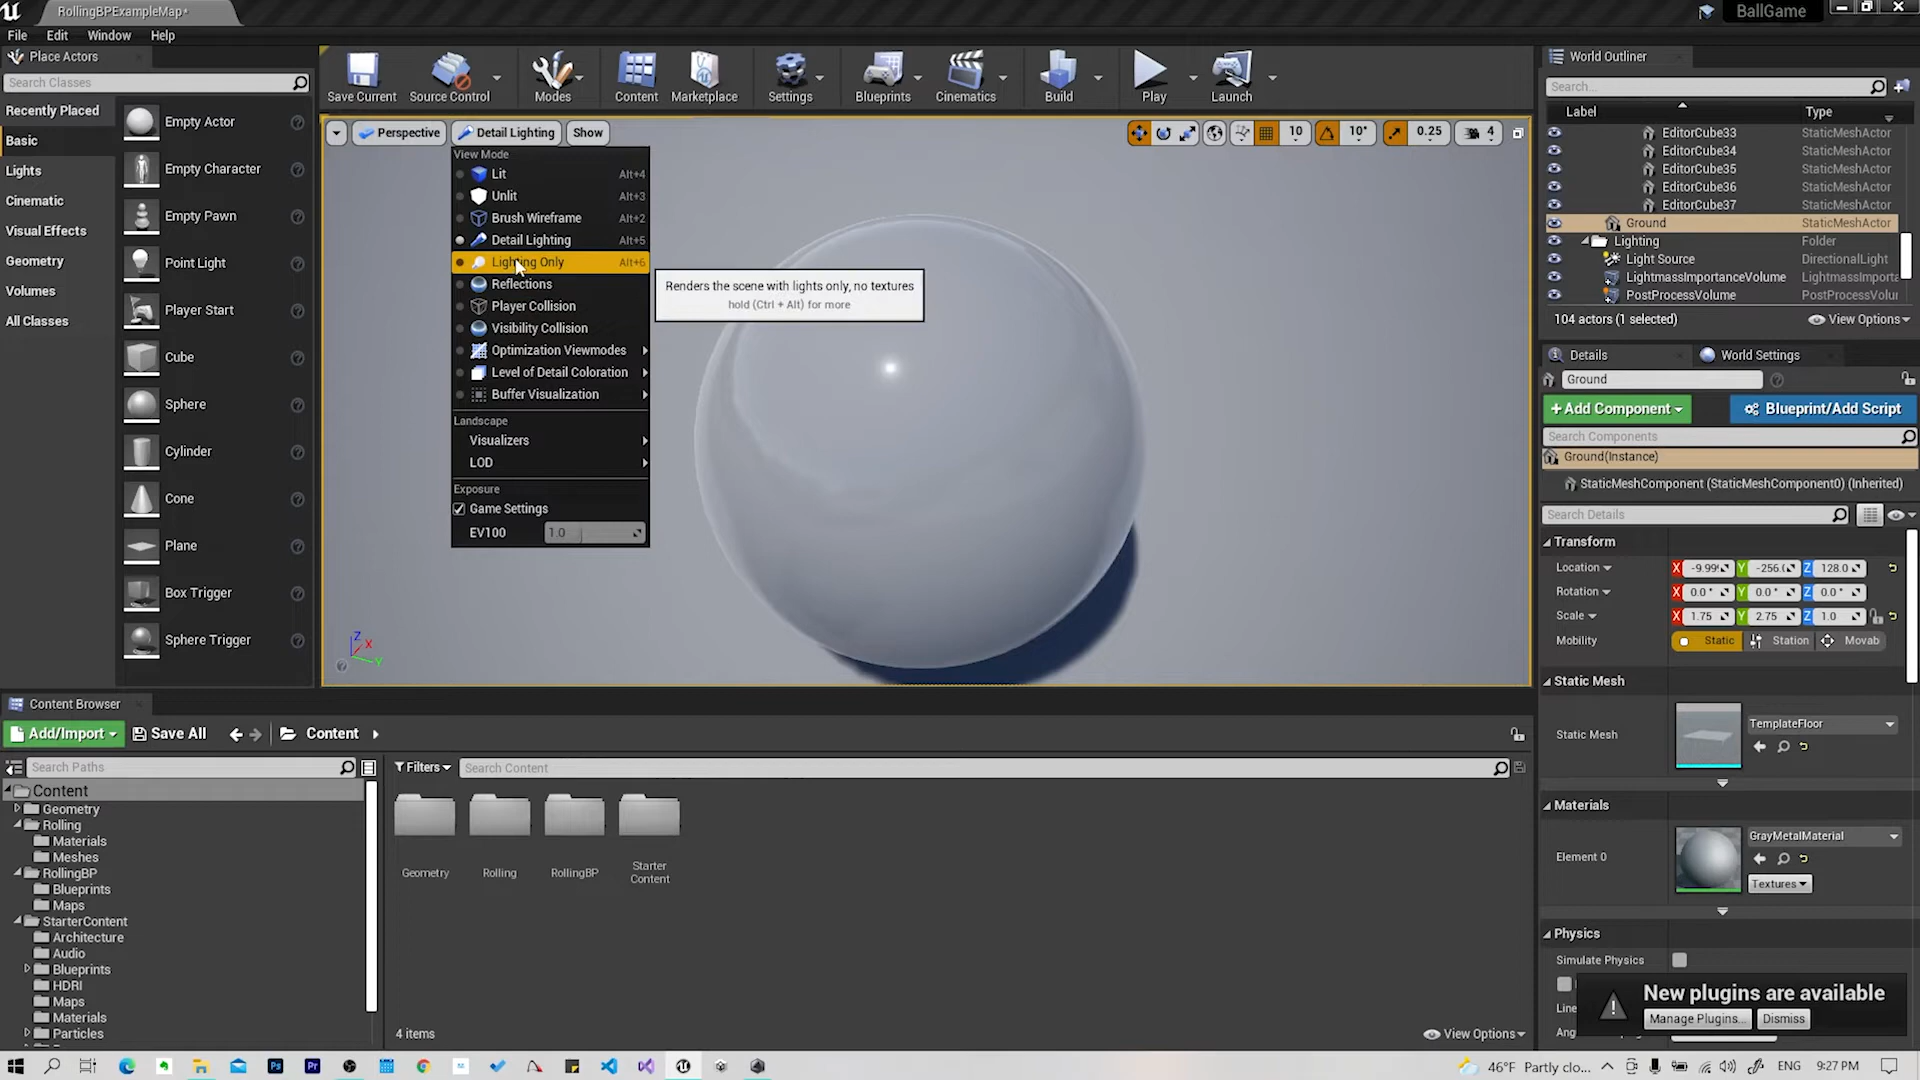 RollingBPExampleMap*
BallGame
File Edit Window Help
Place Actors
Search Classes
Recently Placed
Basic
Lights
Cinematic
Visual Effects
Geometry
Volumes
All Classes
Empty Actor
Empty Character
Empty Pawn
Point Light
Player Start
Cube
Sphere
Cylinder
Cone
Plane
Box Trigger
Sphere Trigger
Save Current
Source Control
Modes
Content
Marketplace
Settings
Blueprints
Cinematics
Build
Play
Launch
Perspective
Detail Lighting
Show
10
10°
0.25
4
View Mode
Lit Alt+4
Unlit Alt+3
Brush Wireframe Alt+2
Detail Lighting Alt+5
Lighting Only Alt+6
Reflections
Player Collision
Visibility Collision
Optimization Viewmodes
Level of Detail Coloration
Buffer Visualization
Landscape
Visualizers
LOD
Exposure
Game Settings
EV100 1.0
Renders the scene with lights only, no textures
hold (Ctrl + Alt) for more
Z X
Y
World Outliner
Search...
Label Type
EditorCube33 StaticMeshActor
EditorCube34 StaticMeshActor
EditorCube35 StaticMeshActor
EditorCube36 StaticMeshActor
EditorCube37 StaticMeshActor
Ground StaticMeshActor
Lighting Folder
Light Source DirectionalLight
LightmassImportanceVolume LightmassImporta
PostProcessVolume PostProcessVolur
104 actors (1 selected) View Options
Details World Settings
Ground
+Add Component
Blueprint/Add Script
Search Components
Ground(Instance)
StaticMeshComponent (StaticMeshComponent0) (Inherited)
Search Details
Transform
Location X -9.99 Y -256.( Z 128.0
Rotation X 0.0° Y 0.0° Z 0.0°
Scale X 1.75 Y 2.75 Z 1.0
Mobility Static Station Movab
Static Mesh
Static Mesh TemplateFloor
Materials
Element 0 GrayMetalMaterial
Textures
Physics
Simulate Physics
Line
Ang
New plugins are available
Manage Plugins... Dismiss
Content Browser
Add/Import Save All Content
Search Paths
Filters
Search Content
Content
Geometry
Rolling
Materials
Meshes
RollingBP
Blueprints
Maps
StarterContent
Architecture
Audio
Blueprints
HDRI
Maps
Materials
Particles
Geometry
Rolling
RollingBP
Starter
Content
4 items
View Options
46°F Partly clo... ENG 9:27 PM